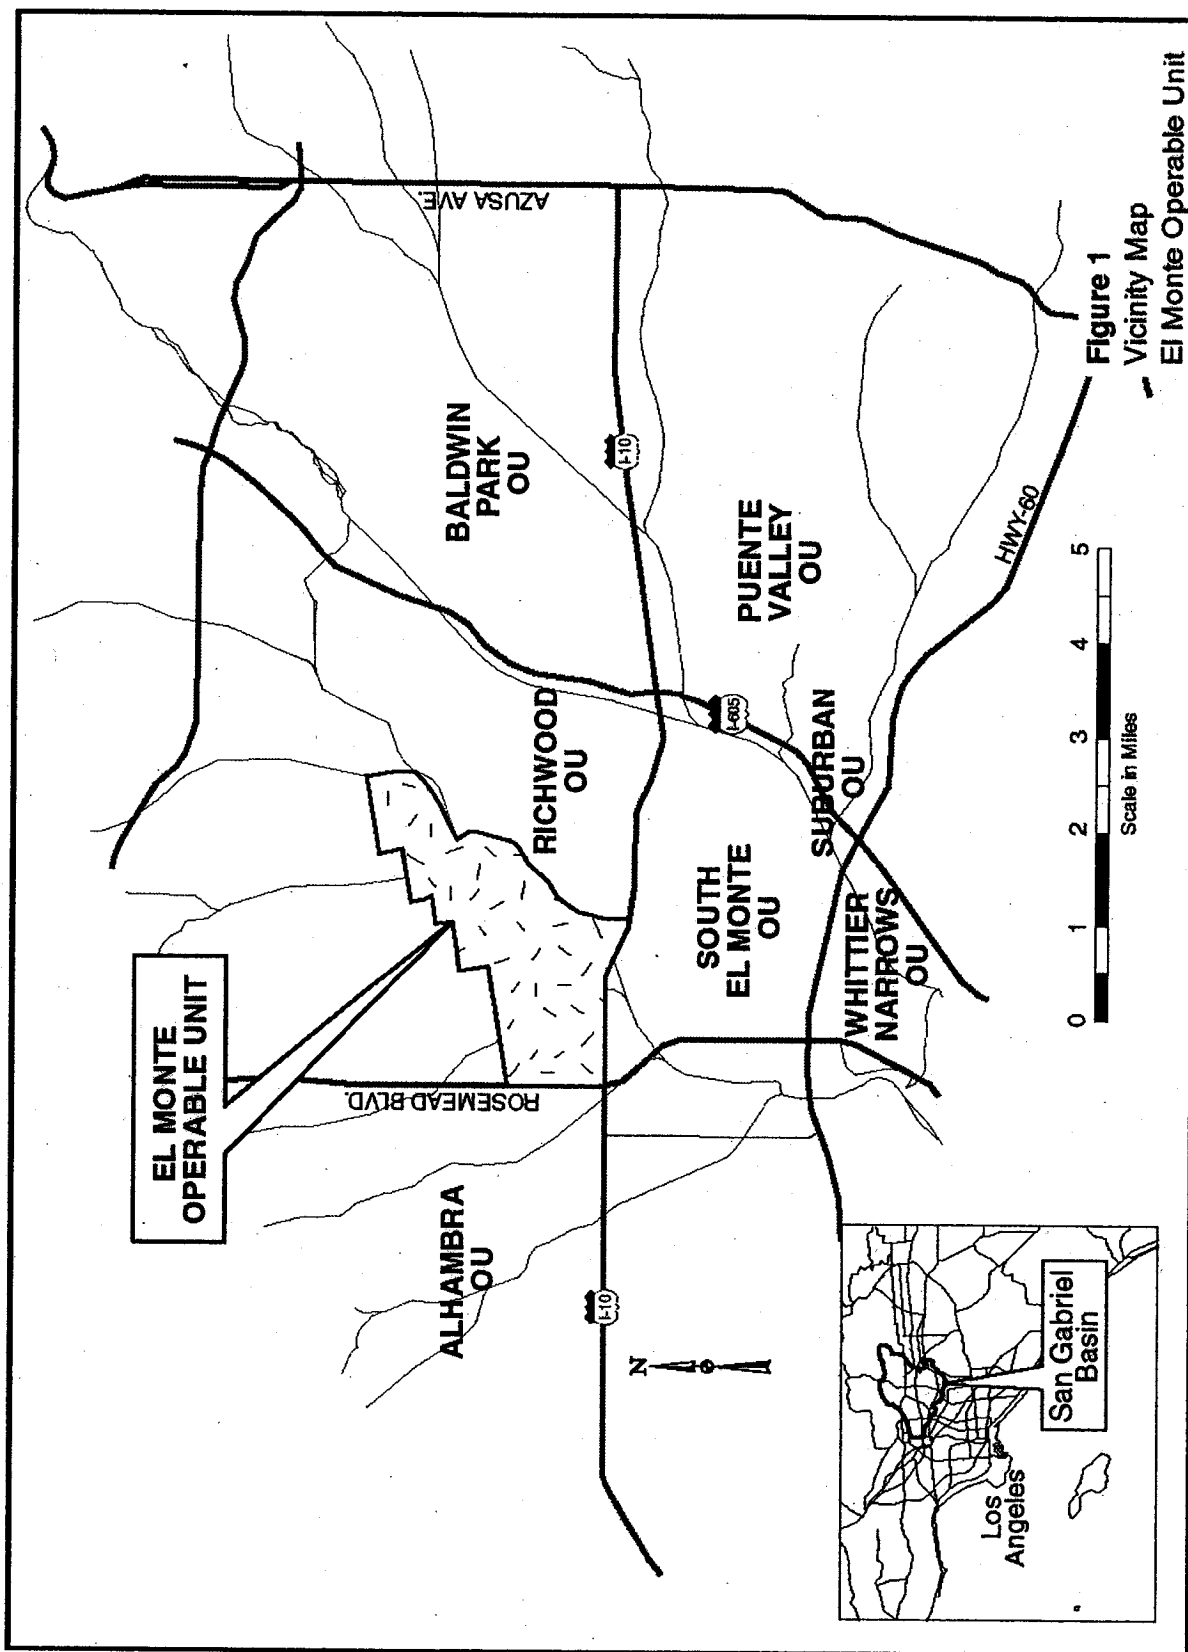 EL MONTE
OPERABLE UNIT
ALHAMBRA
OU
ROSEMEAD BLVD.
RICHWOOD
OU
BALDWIN
PARK
OU
AZUSA AVE.
I-10
I-10
N
SOUTH
EL MONTE
OU
I-605
PUENTE
VALLEY
OU
SUBURBAN
OU
WHITTIER
NARROWS
OU
HWY-60
Los
Angeles
San Gabriel
Basin
0 1 2 3 4 5
Scale in Miles
Figure 1
Vicinity Map
El Monte Operable Unit